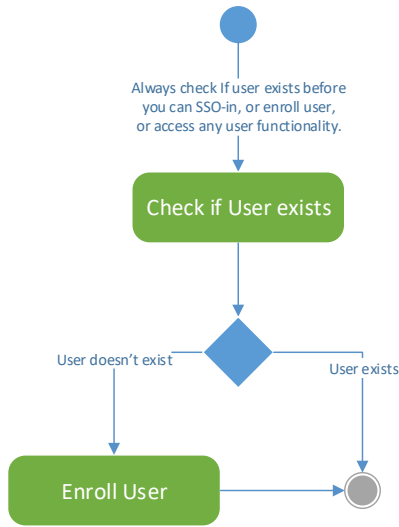 Always check If user exists before
you can SSO-in, or enroll user,
or access any user functionality.
Check if User exists
User doesn't exist
User exists
Enroll User